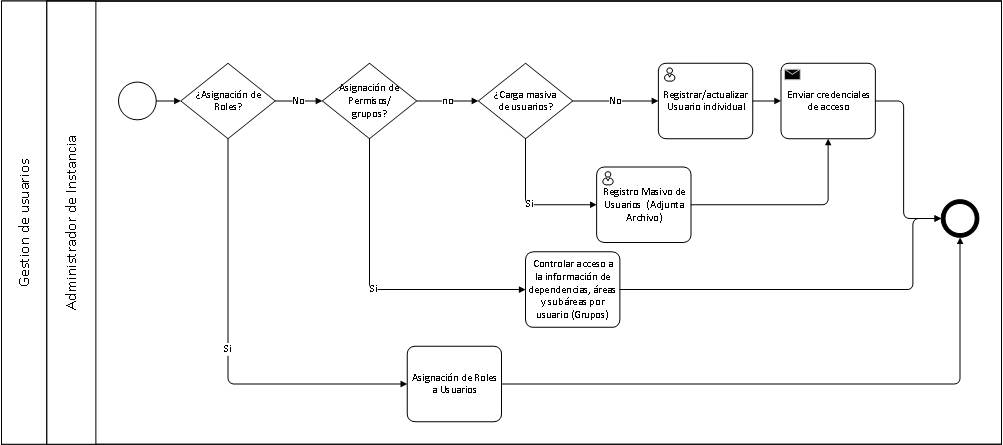 Gestion de usuarios
Administrador de Instancia
¿Asignación de
Roles?
No
Asignación de
Permisos/
grupos?
no
¿Carga masiva
de usuarios?
No
Registrar/actualizar
Usuario individual
Enviar credenciales
de acceso
Si
Registro Masivo de
Usuarios (Adjunta
Archivo)
Si
Controlar acceso a
la información de
dependencias, áreas
y subáreas por
usuario (Grupos)
Si
Asignación de Roles
a Usuarios